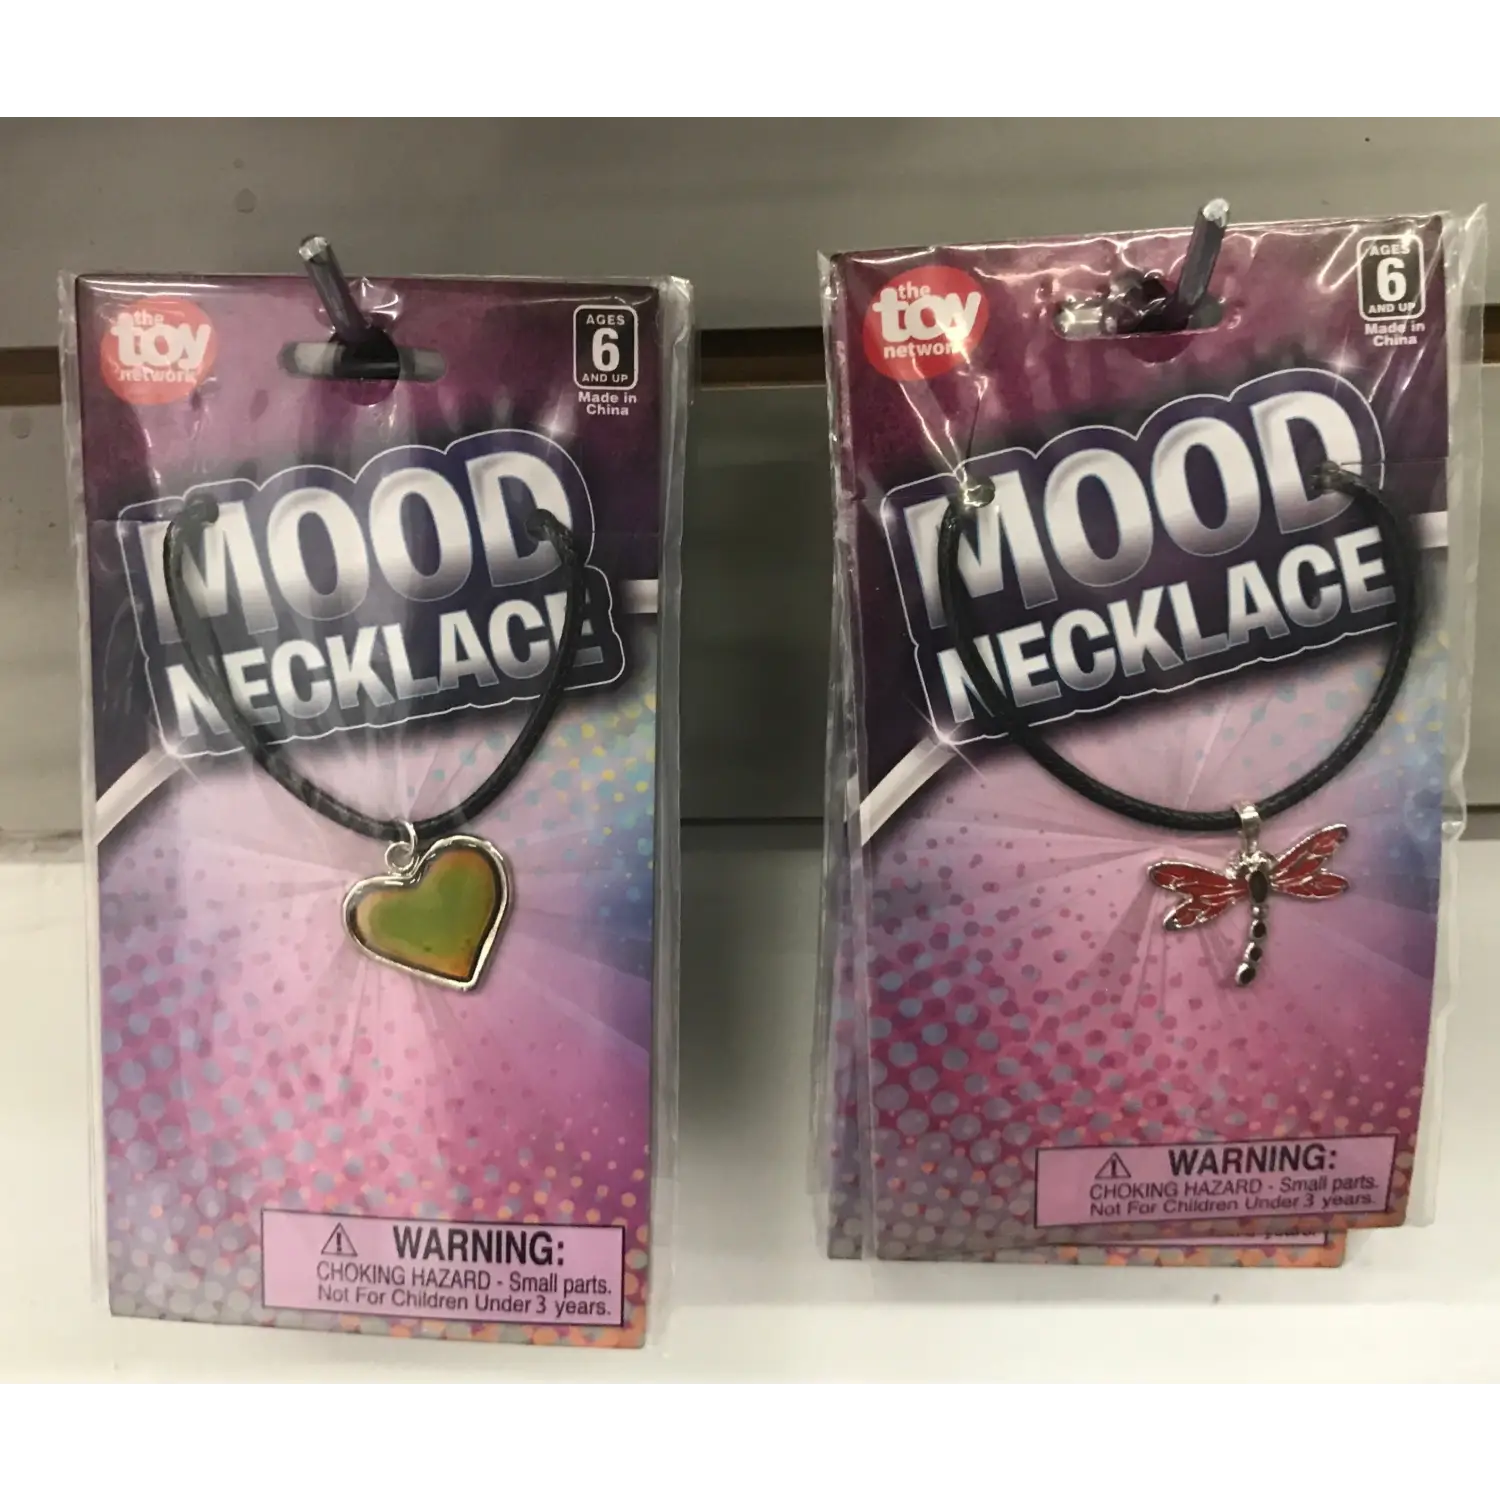 the
toy
network
AGES
6
AND UP
Made in
China
MOOD
NECKLACE
WARNING:
CHOKING HAZARD - Small parts.
Not For Children Under 3 years.
the
toy
network
AGES
6
AND UP
Made in
China
MOOD
NECKLACE
WARNING:
CHOKING HAZARD - Small parts.
Not For Children Under 3 years.